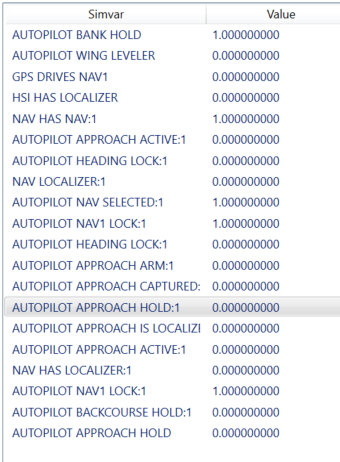 Simvar Value
AUTOPILOT BANK HOLD 1.000000000
AUTOPILOT WING LEVELER 0.000000000
GPS DRIVES NAV1 0.000000000
HSI HAS LOCALIZER 0.000000000
NAV HAS NAV:1 1.000000000
AUTOPILOT APPROACH ACTIVE:1 0.000000000
AUTOPILOT HEADING LOCK:1 0.000000000
NAV LOCALIZER:1 0.000000000
AUTOPILOT NAV SELECTED:1 1.000000000
AUTOPILOT NAV1 LOCK:1 1.000000000
AUTOPILOT HEADING LOCK:1 0.000000000
AUTOPILOT APPROACH ARM:1 0.000000000
AUTOPILOT APPROACH CAPTURED: 0.000000000
AUTOPILOT APPROACH HOLD:1 0.000000000
AUTOPILOT APPROACH IS LOCALIZI 0.000000000
AUTOPILOT APPROACH ACTIVE:1 0.000000000
NAV HAS LOCALIZER:1 0.000000000
AUTOPILOT NAV1 LOCK:1 1.000000000
AUTOPILOT BACKCOURSE HOLD:1 0.000000000
AUTOPILOT APPROACH HOLD 0.000000000